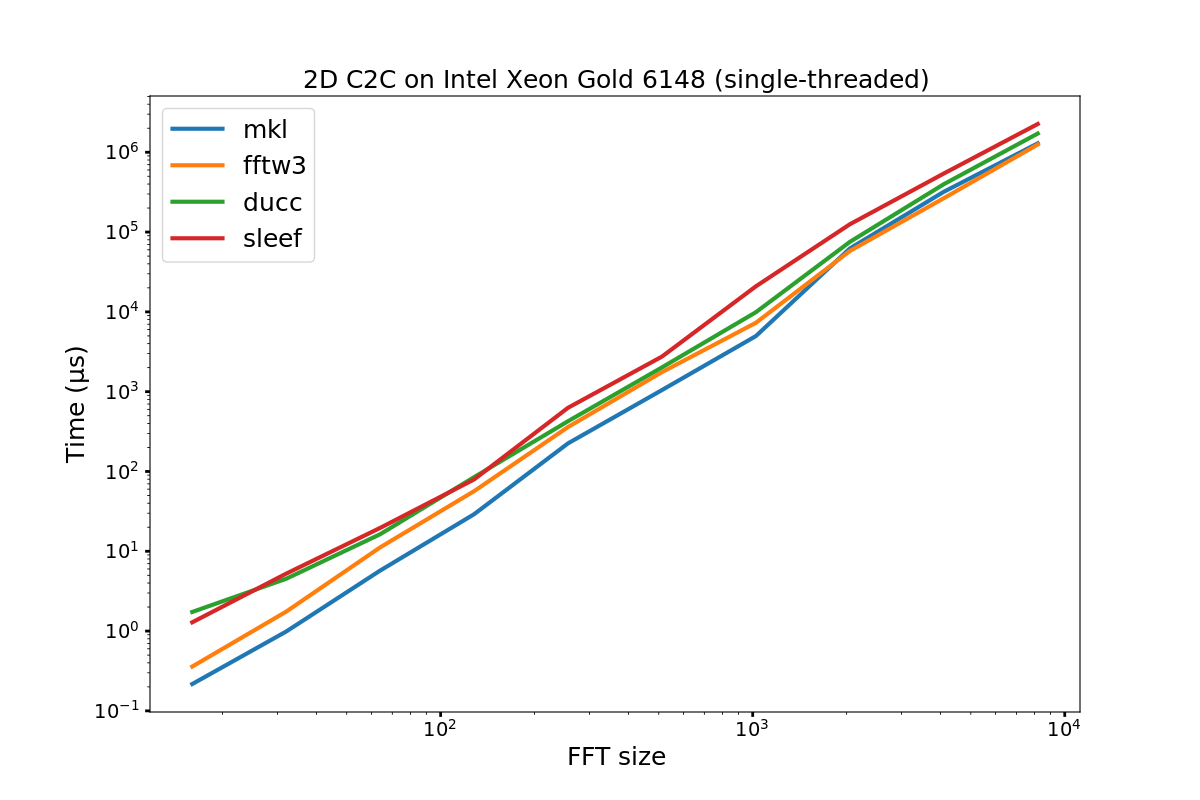 2D C2C on Intel Xeon Gold 6148 (single-threaded)
mkl
fftw3
ducc
sleef
Time (µs)
10⁶
10⁵
10⁴
10³
10²
10¹
10⁰
10⁻¹
10² 10³ 10⁴
FFT size